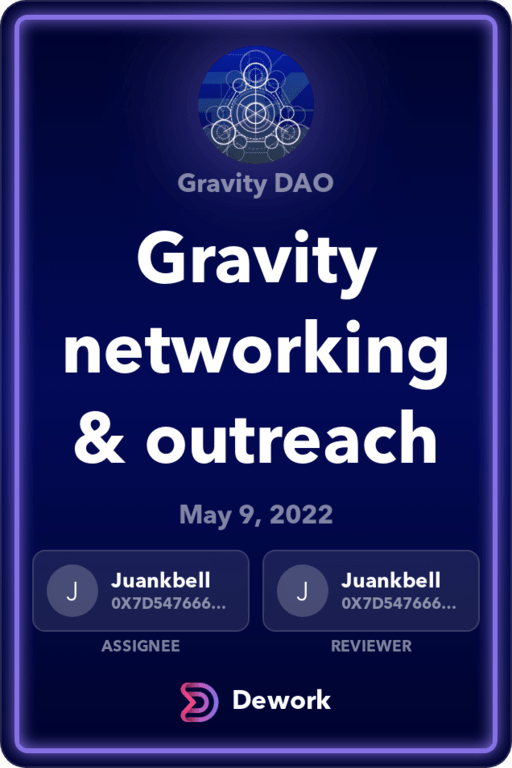 Gravity DAO
Gravity
networking
& outreach
May 9, 2022
J
Juankbell
0X7D547666...
J
Juankbell
0X7D547666...
ASSIGNEE
REVIEWER
Dework